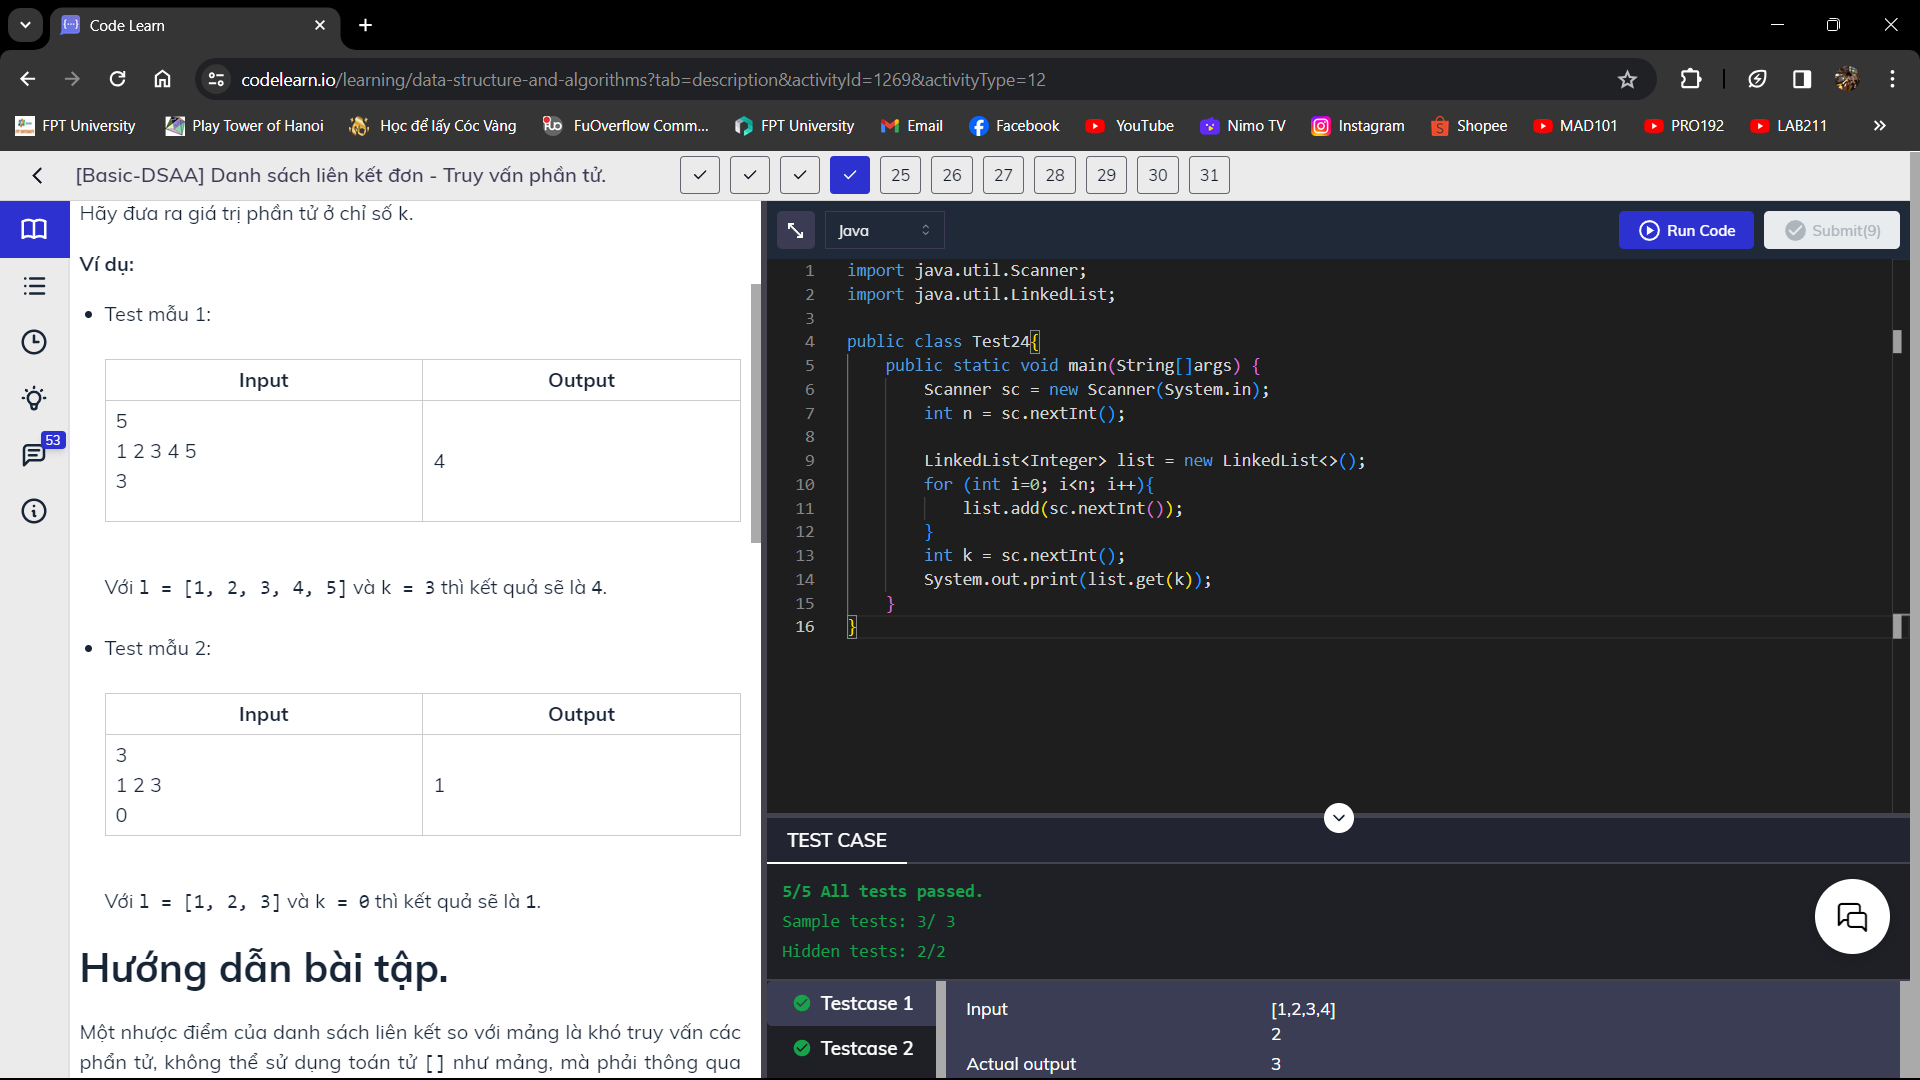 Code Learn
codelearn.io/learning/data-structure-and-algorithms?tab=description&activityId=1269&activityType=12
FPT University
Play Tower of Hanoi
Học để lấy Cóc Vàng
FuOverflow Comm...
FPT University
Email
Facebook
YouTube
Nimo TV
Instagram
Shopee
MAD101
PRO192
LAB211
[Basic-DSAA] Danh sách liên kết đơn - Truy vấn phần tử.
25
26
27
28
29
30
31
Hãy đưa ra giá trị phần tử ở chỉ số k.
Ví dụ:
Test mẫu 1:
Input Output
5
1 2 3 4 5
3
4
Với l = [1, 2, 3, 4, 5] và k = 3 thì kết quả sẽ là 4.
Test mẫu 2:
Input Output
3
1 2 3
0
1
Với l = [1, 2, 3] và k = 0 thì kết quả sẽ là 1.
Hướng dẫn bài tập.
Một nhược điểm của danh sách liên kết so với mảng là khó truy vấn các
phẩn tử, không thể sử dụng toán tử [] như mảng, mà phải thông qua
53
Java
Run Code
Submit(9)
1 import java.util.Scanner;
2 import java.util.LinkedList;
3
4 public class Test24{
5 public static void main(String[]args) {
6 Scanner sc = new Scanner(System.in);
7 int n = sc.nextInt();
8
9 LinkedList<Integer> list = new LinkedList<>();
10 for (int i=0; i<n; i++){
11 list.add(sc.nextInt());
12 }
13 int k = sc.nextInt();
14 System.out.print(list.get(k));
15 }
16 }
TEST CASE
5/5 All tests passed.
Sample tests: 3/ 3
Hidden tests: 2/2
Testcase 1
Testcase 2
Input [1,2,3,4]
2
Actual output 3